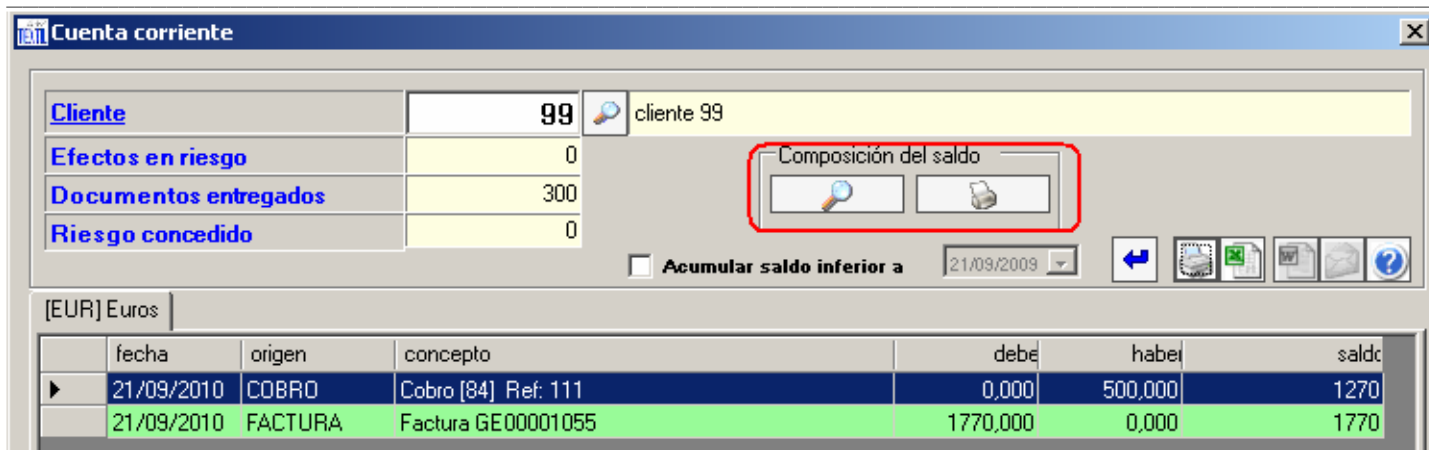 Cuenta corriente
Cliente 99 cliente 99
Efectos en riesgo 0
Composición del saldo
Documentos entregados 300
Riesgo concedido 0
Acumular saldo inferior a 21/09/2009
[EUR] Euros
fecha origen concepto debe haber saldo
21/09/2010 COBRO Cobro [84] Ref: 111 0,000 500,000 1270
21/09/2010 FACTURA Factura GE00001055 1770,000 0,000 1770